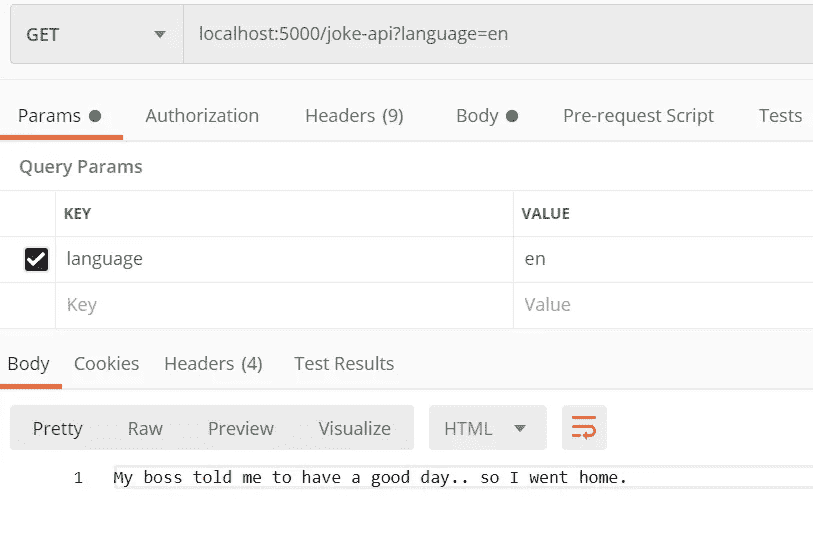 GET localhost:5000/joke-api?language=en
Params Authorization Headers (9) Body Pre-request Script Tests
Query Params
KEY VALUE
language en
Key Value
Body Cookies Headers (4) Test Results
Pretty Raw Preview Visualize HTML
1 My boss told me to have a good day.. so I went home.